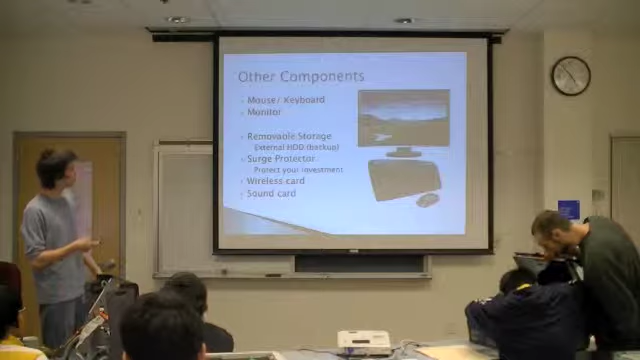 Other Components
Mouse/ Keyboard
Monitor
Removable Storage
External HDD (backup)
Surge Protector
Protect your investment
Wireless card
Sound card